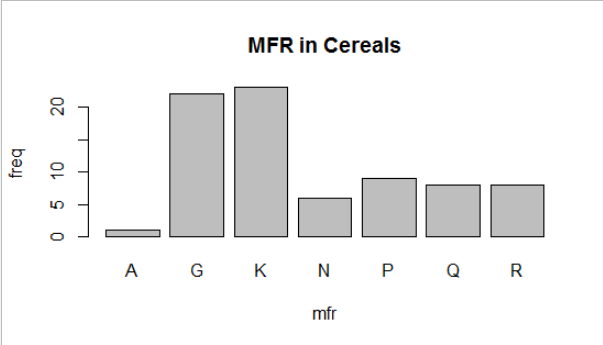 MFR in Cereals
freq
20
10
5
0
A G K N P Q R
mfr